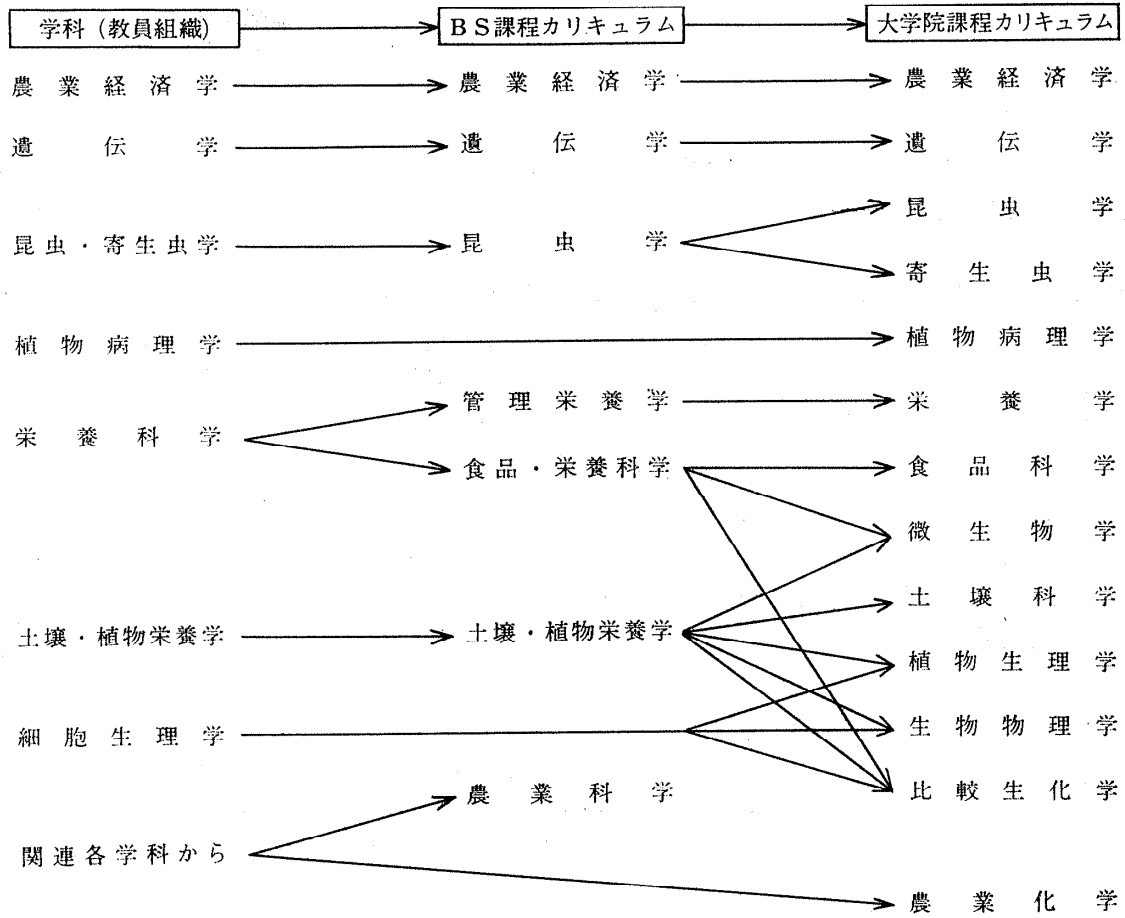 学科（教員組織） BS課程カリキュラム 大学院課程カリキュラム
農業経済学 農業経済学 農業経済学
遺伝学 遺伝学 遺伝学
昆虫学
昆虫・寄生虫学 昆虫学
寄生虫学
植物病理学 植物病理学
管理栄養学 栄養学
栄養科学
食品・栄養科学 食品科学
微生物学
土壌科学
土壌・植物栄養学 土壌・植物栄養学
植物生理学
細胞生理学 生物物理学
農業科学 比較生化学
関連各学科から
農業化学